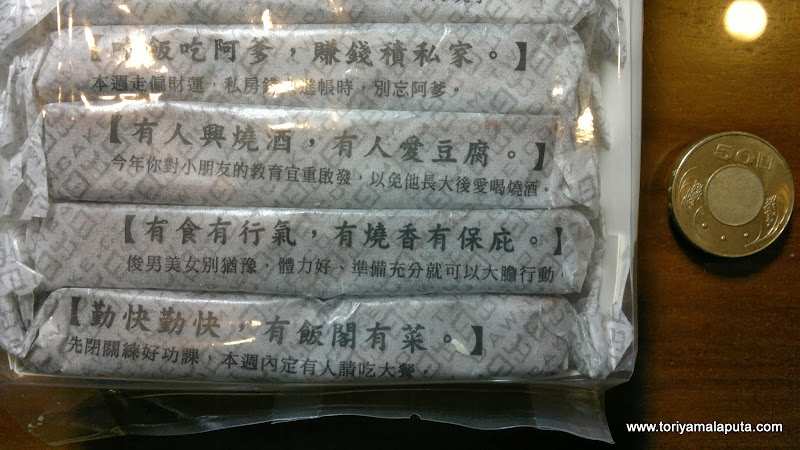 飯吃阿爹，賺錢積私家。】
本週走偏財運，私房錢 進帳時，別忘阿爹。
【有人興燒酒，有人愛豆腐。】
今年你對小朋友的教育宜重啟發，以免他長大後愛喝燒酒。
【有食有行氣，有燒香有保庇。】
俊男美女別猶豫，體力好、準備充分就可以大膽行動。
【勤快勤快，有飯閣有菜。】
先閉關練好功課，本週內定有人請吃大餐。
50圓
www.toriyamalaputa.com